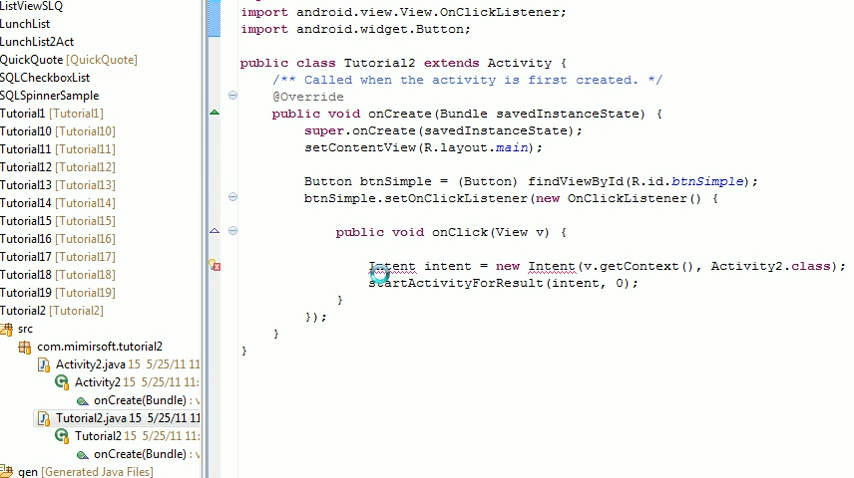 ListViewSLQ
LunchList
LunchList2Act
QuickQuote [QuickQuote]
SQLCheckboxList
SQLSpinnerSample
Tutorial1 [Tutorial1]
Tutorial10 [Tutorial10]
Tutorial11 [Tutorial11]
Tutorial12 [Tutorial12]
Tutorial13 [Tutorial13]
Tutorial14 [Tutorial14]
Tutorial15 [Tutorial15]
Tutorial16 [Tutorial16]
Tutorial17 [Tutorial17]
Tutorial18 [Tutorial18]
Tutorial19 [Tutorial19]
Tutorial2 [Tutorial2]
src
com.mimirsoft.tutorial2
Activity2.java 15 5/25/11 11
Activity2 15 5/25/11 11:
onCreate(Bundle) :
Tutorial2.java 15 5/25/11 11
Tutorial2 15 5/25/11 11:
onCreate(Bundle) :
gen [Generated Java Files]
import android.view.View.OnClickListener;
import android.widget.Button;
public class Tutorial2 extends Activity {
/** Called when the activity is first created. */
@Override
public void onCreate(Bundle savedInstanceState) {
super.onCreate(savedInstanceState);
setContentView(R.layout.main);
Button btnSimple = (Button) findViewById(R.id.btnSimple);
btnSimple.setOnClickListener(new OnClickListener() {
public void onClick(View v) {
Intent intent = new Intent(v.getContext(), Activity2.class);
startActivityForResult(intent, 0);
}
});
}
}